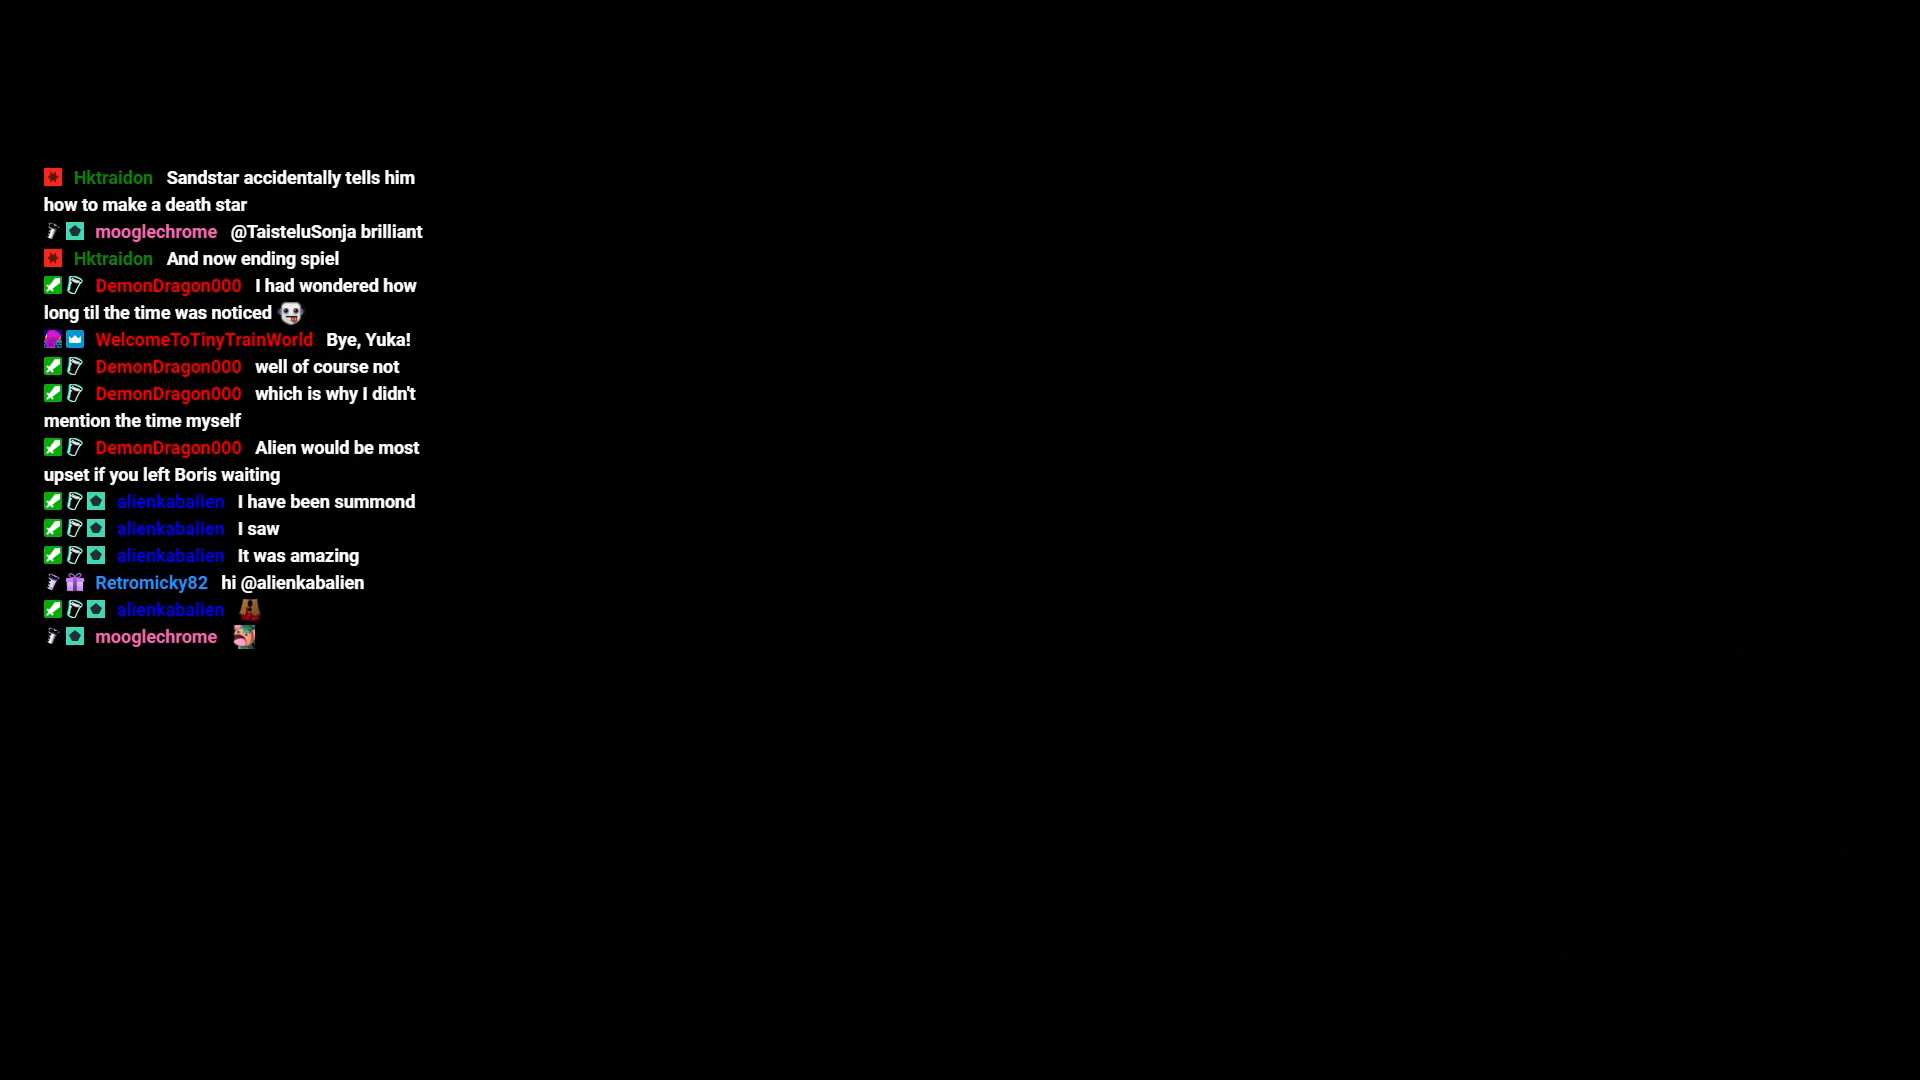 Hktraidon Sandstar accidentally tells him
how to make a death star
mooglechrome @TaisteluSonja brilliant
Hktraidon And now ending spiel
DemonDragon000 I had wondered how
long til the time was noticed
WelcomeToTinyTrainWorld Bye, Yuka!
DemonDragon000 well of course not
DemonDragon000 which is why I didn't
mention the time myself
DemonDragon000 Alien would be most
upset if you left Boris waiting
alienkabalien I have been summond
alienkabalien I saw
alienkabalien It was amazing
Retromicky82 hi @alienkabalien
alienkabalien
mooglechrome